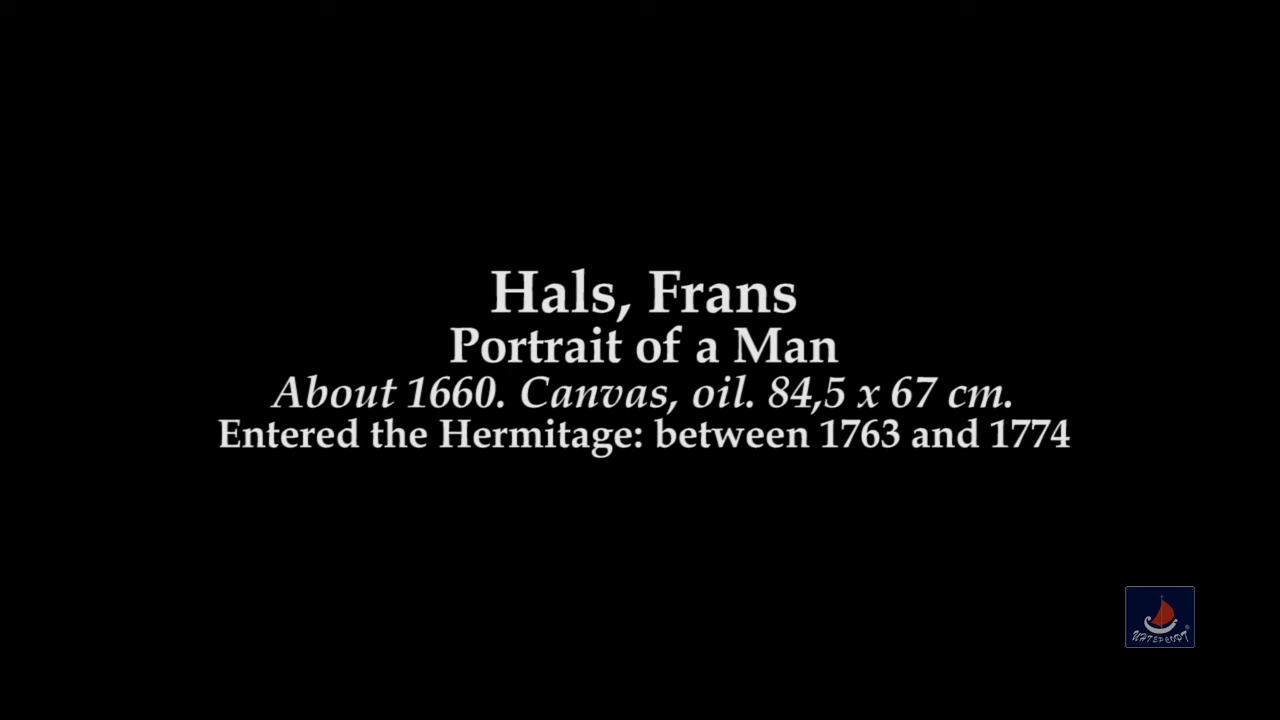 Hals, Frans
Portrait of a Man
About 1660. Canvas, oil. 84,5 x 67 cm.
Entered the Hermitage: between 1763 and 1774